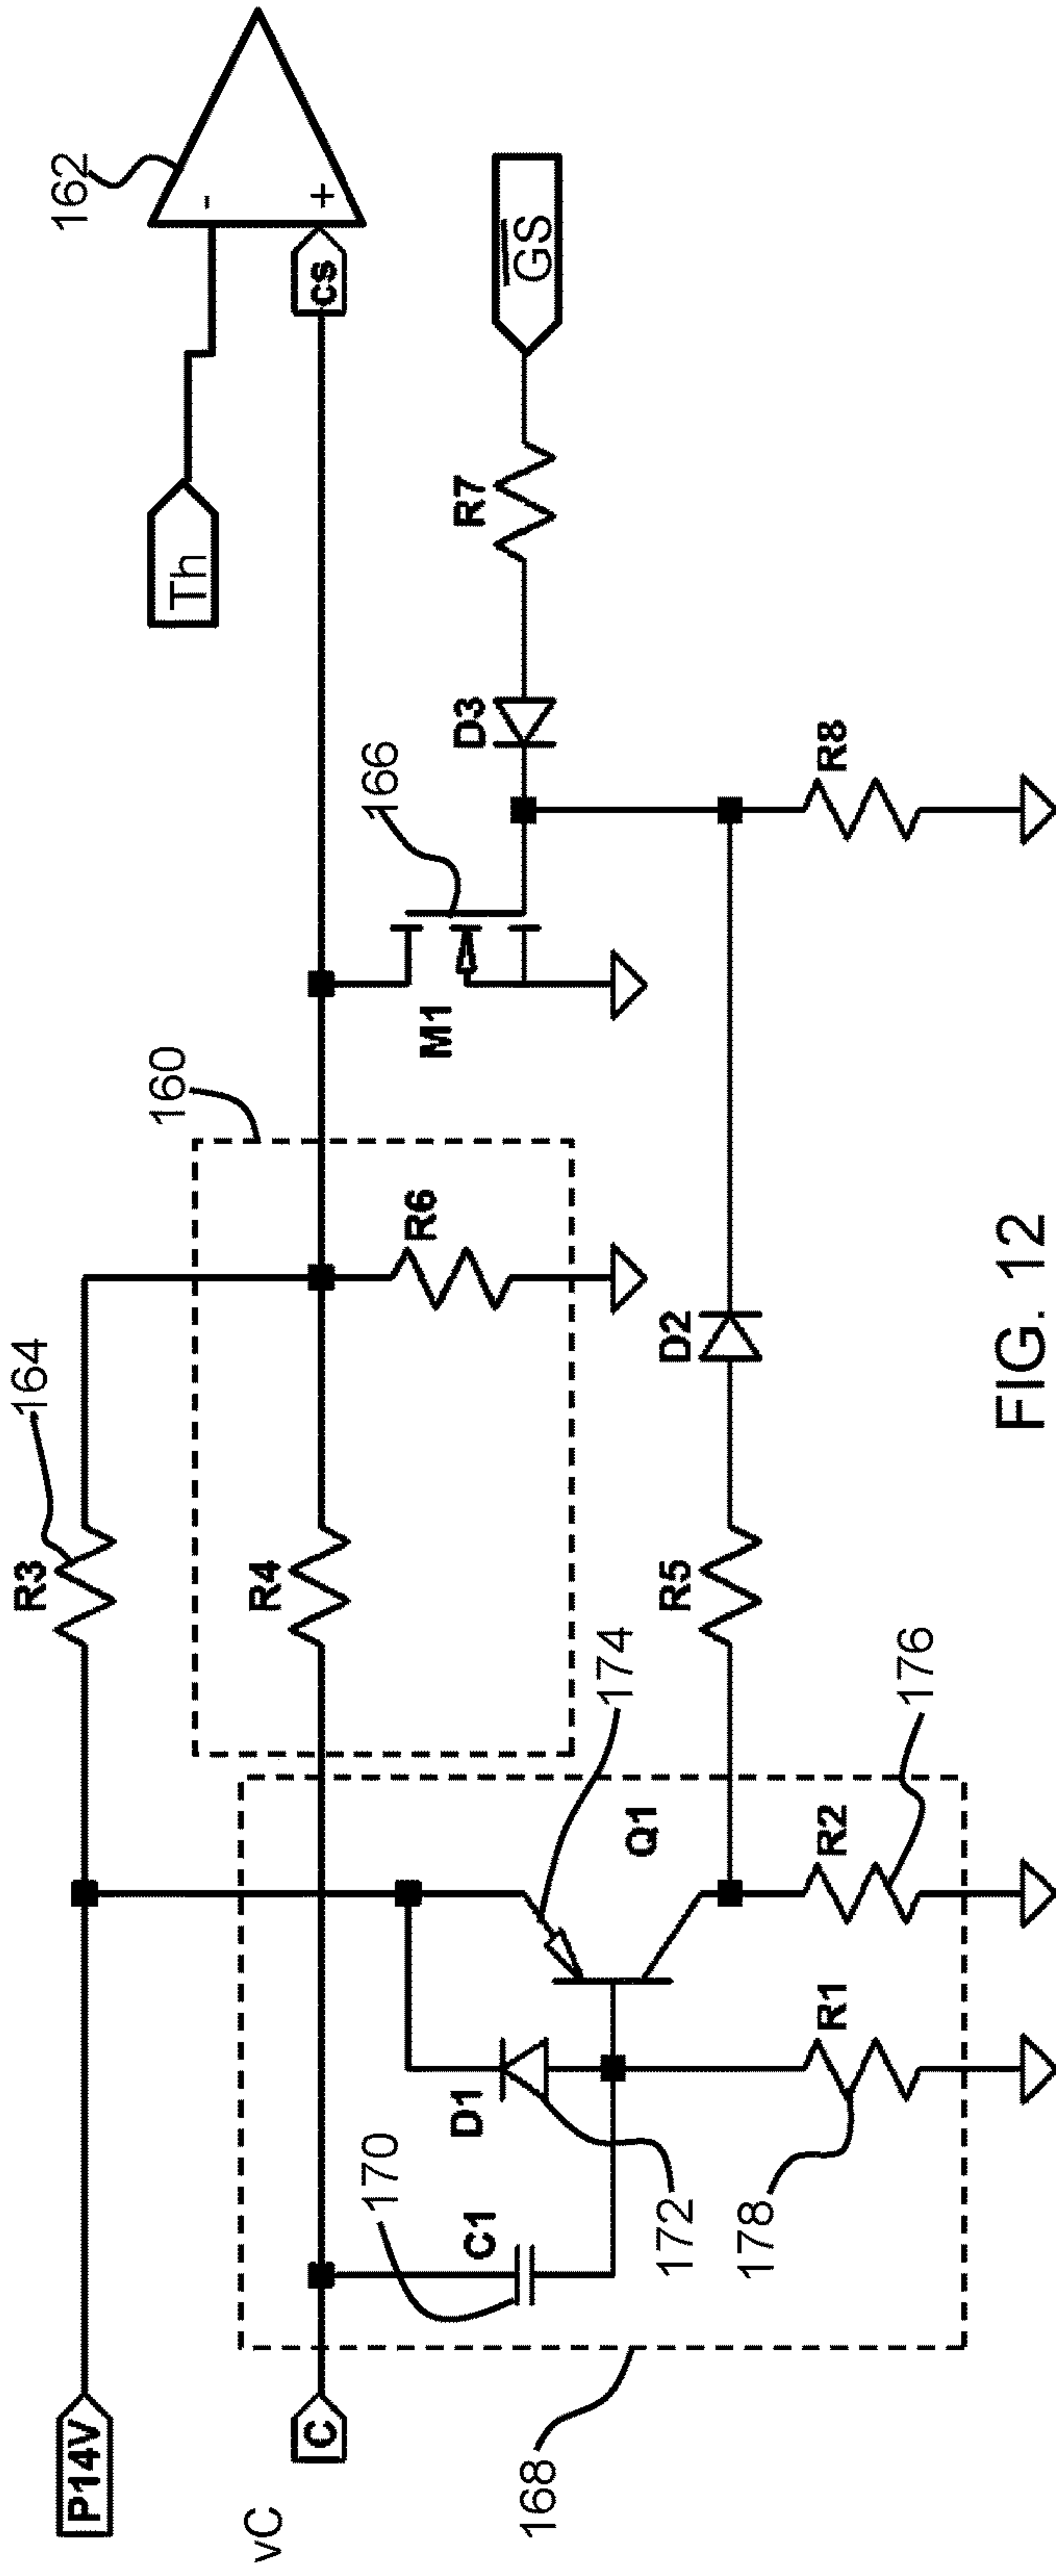 P14V
R3
164
160
162
-
+
Th
cs
C
vC
R4
R6
M1
166
D3
R7
G̅S̅
170
C1
D1
172
174
Q1
R5
D2
R8
168
178
R1
R2
176
FIG. 12